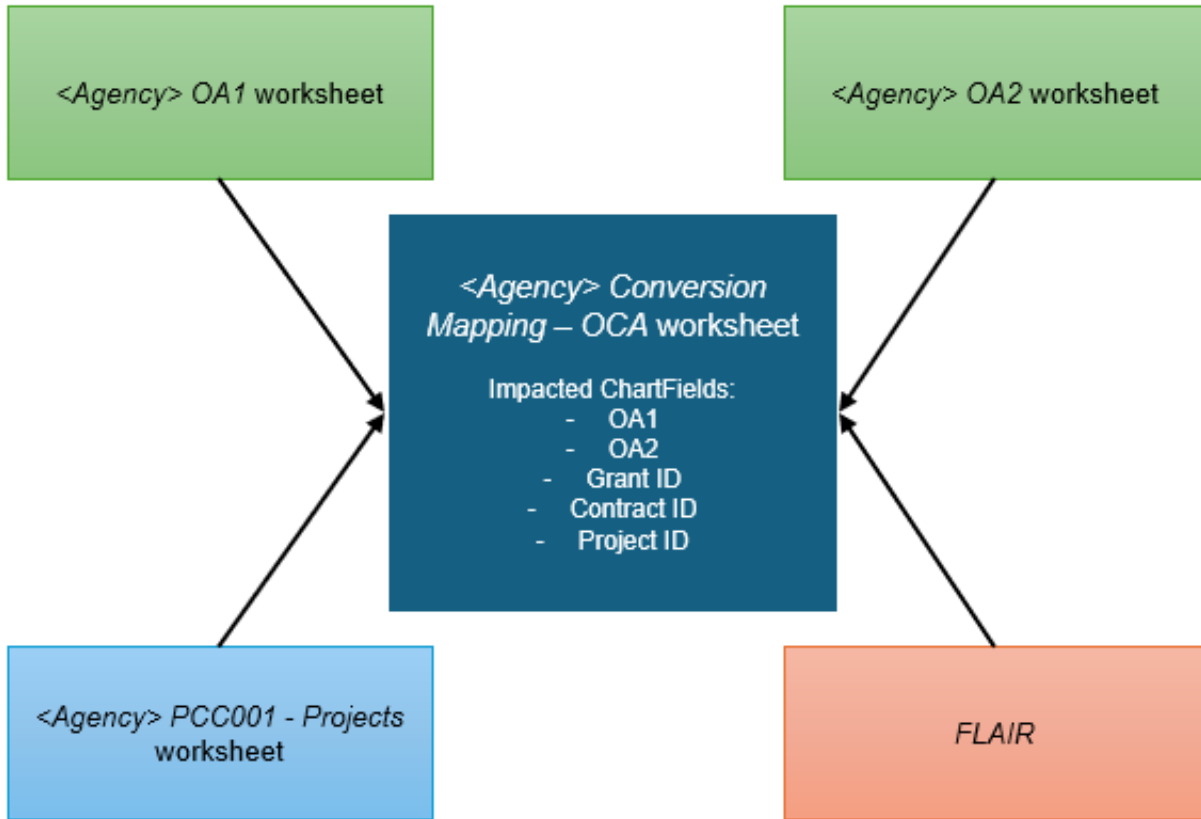 <Agency> OA1 worksheet
<Agency> OA2 worksheet
<Agency> Conversion
Mapping – OCA worksheet
Impacted ChartFields:
- OA1
- OA2
- Grant ID
- Contract ID
- Project ID
<Agency> PCC001 - Projects
worksheet
FLAIR